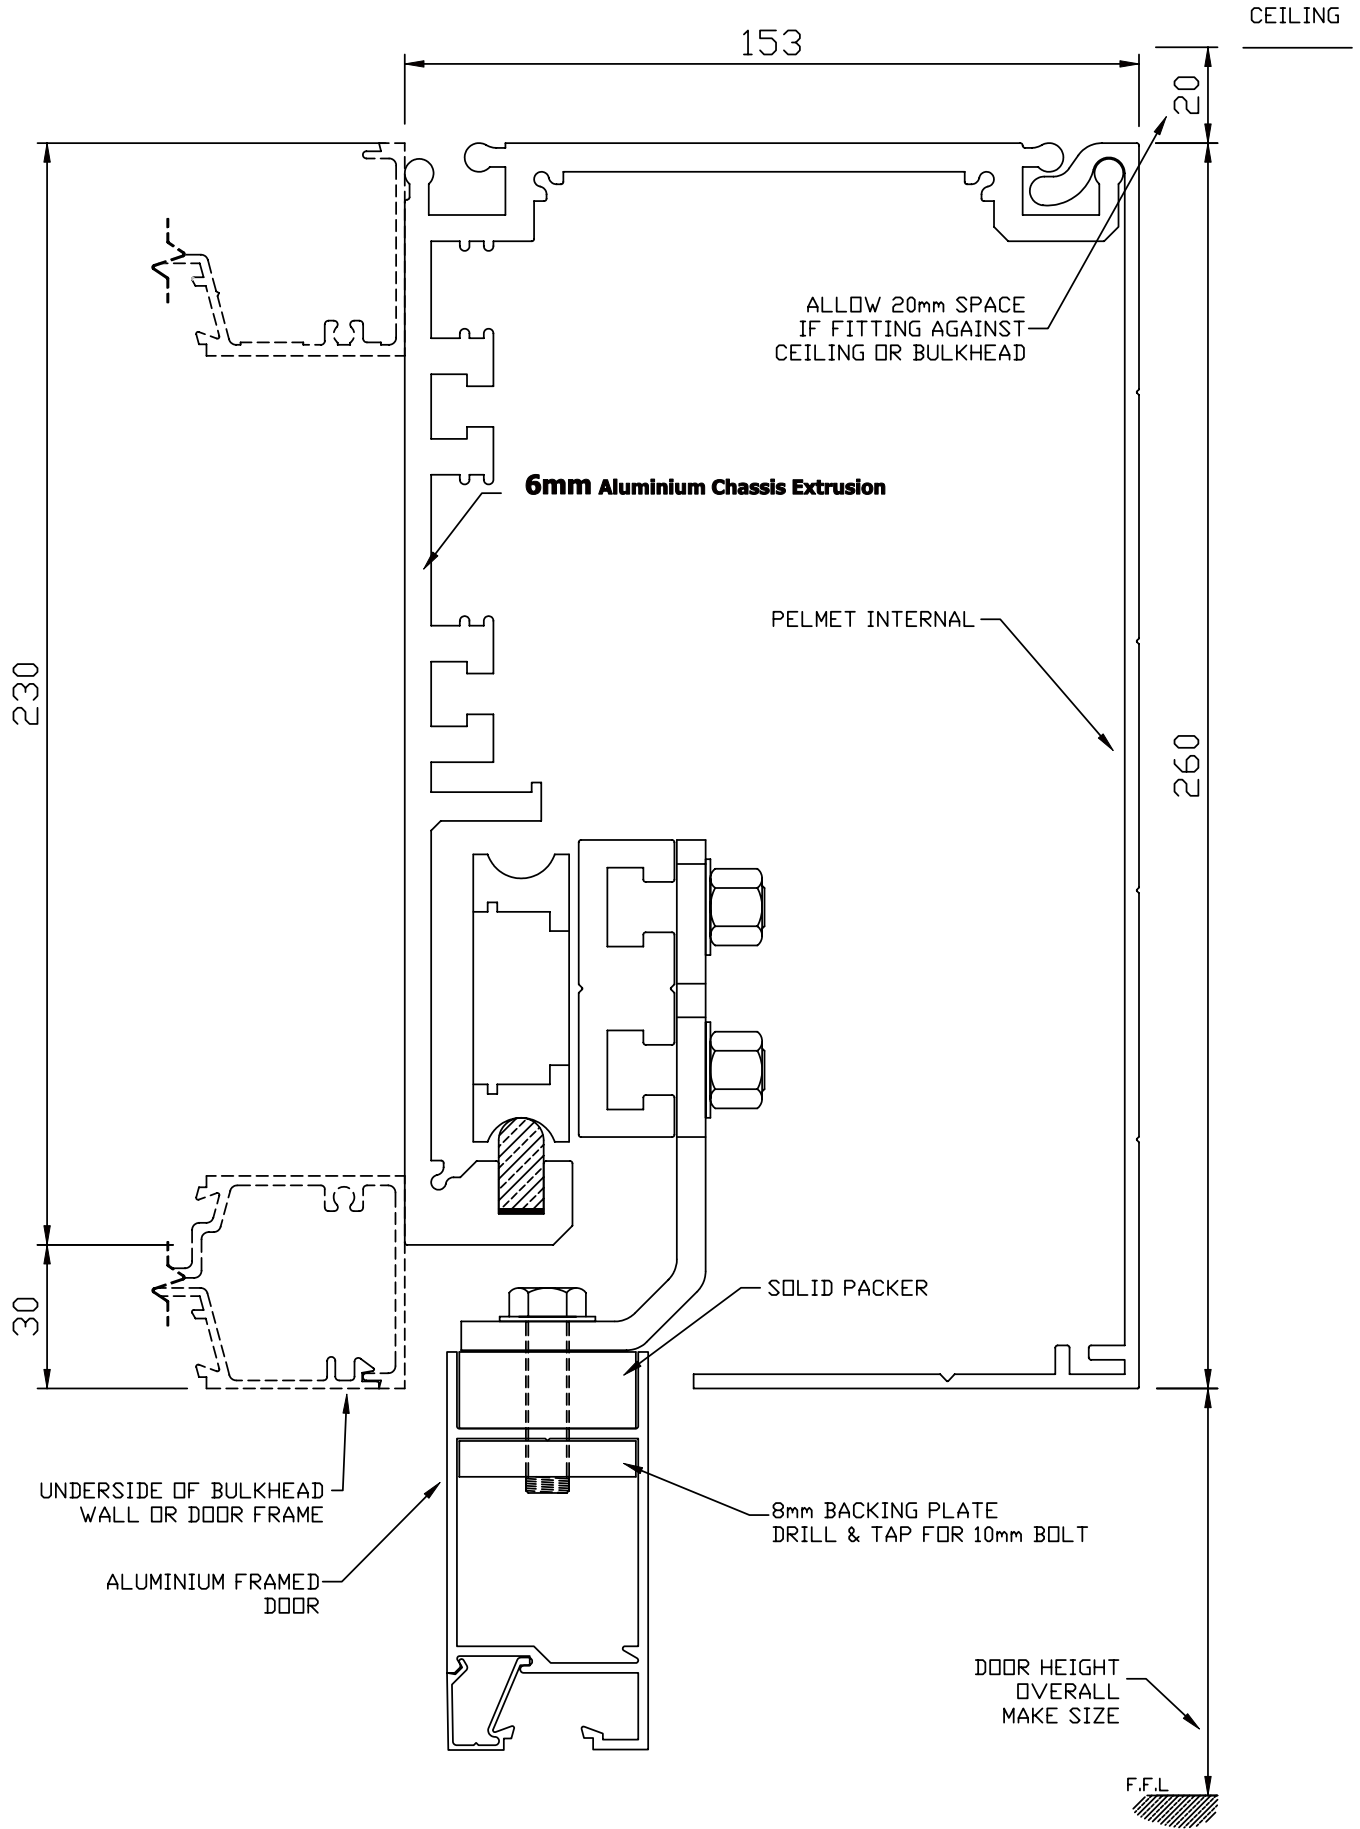 CEILING
153
20
ALLOW 20mm SPACE
IF FITTING AGAINST
CEILING OR BULKHEAD
6mm Aluminium Chassis Extrusion
PELMET INTERNAL
230
260
SOLID PACKER
30
UNDERSIDE OF BULKHEAD
WALL OR DOOR FRAME
8mm BACKING PLATE
DRILL & TAP FOR 10mm BOLT
ALUMINIUM FRAMED
DOOR
DOOR HEIGHT
OVERALL
MAKE SIZE
F.F.L